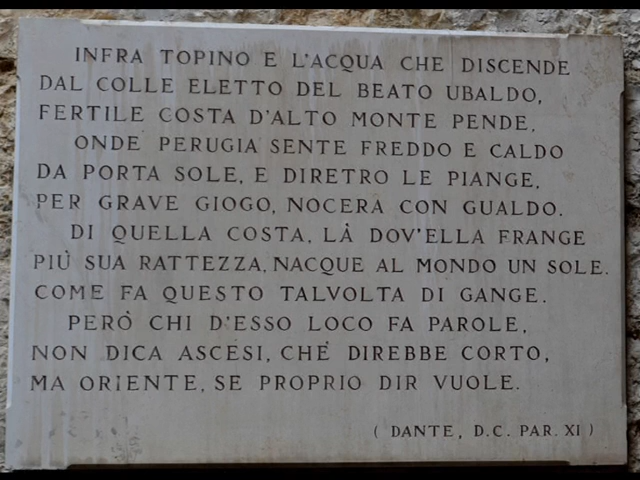 INFRA TOPINO E L'ACQUA CHE DISCENDE
DAL COLLE ELETTO DEL BEATO UBALDO,
FERTILE COSTA D'ALTO MONTE PENDE,
ONDE PERUGIA SENTE FREDDO E CALDO
DA PORTA SOLE, E DIRETRO LE PIANGE,
PER GRAVE GIOGO, NOCERA CON GUALDO.
DI QUELLA COSTA, LÀ DOV'ELLA FRANGE
PIÙ SUA RATTEZZA, NACQUE AL MONDO UN SOLE.
COME FA QUESTO TALVOLTA DI GANGE.
PERÒ CHI D'ESSO LOCO FA PAROLE,
NON DICA ASCESI, CHÈ DIREBBE CORTO,
MA ORIENTE, SE PROPRIO DIR VUOLE.
( DANTE, D.C. PAR. XI )